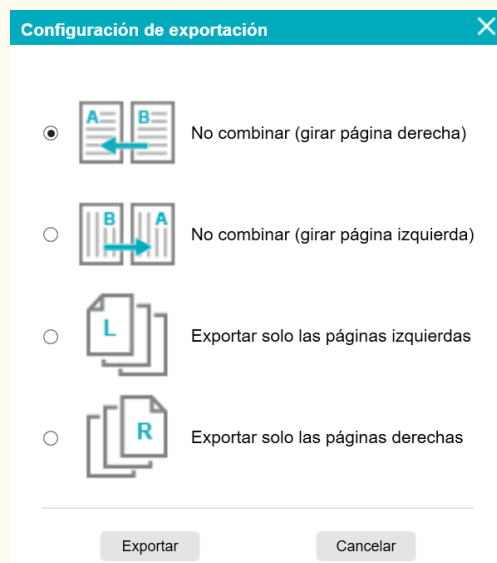 Configuración de exportación
A B
No combinar (girar página derecha)
B A
No combinar (girar página izquierda)
L
Exportar solo las páginas izquierdas
R
Exportar solo las páginas derechas
Exportar Cancelar